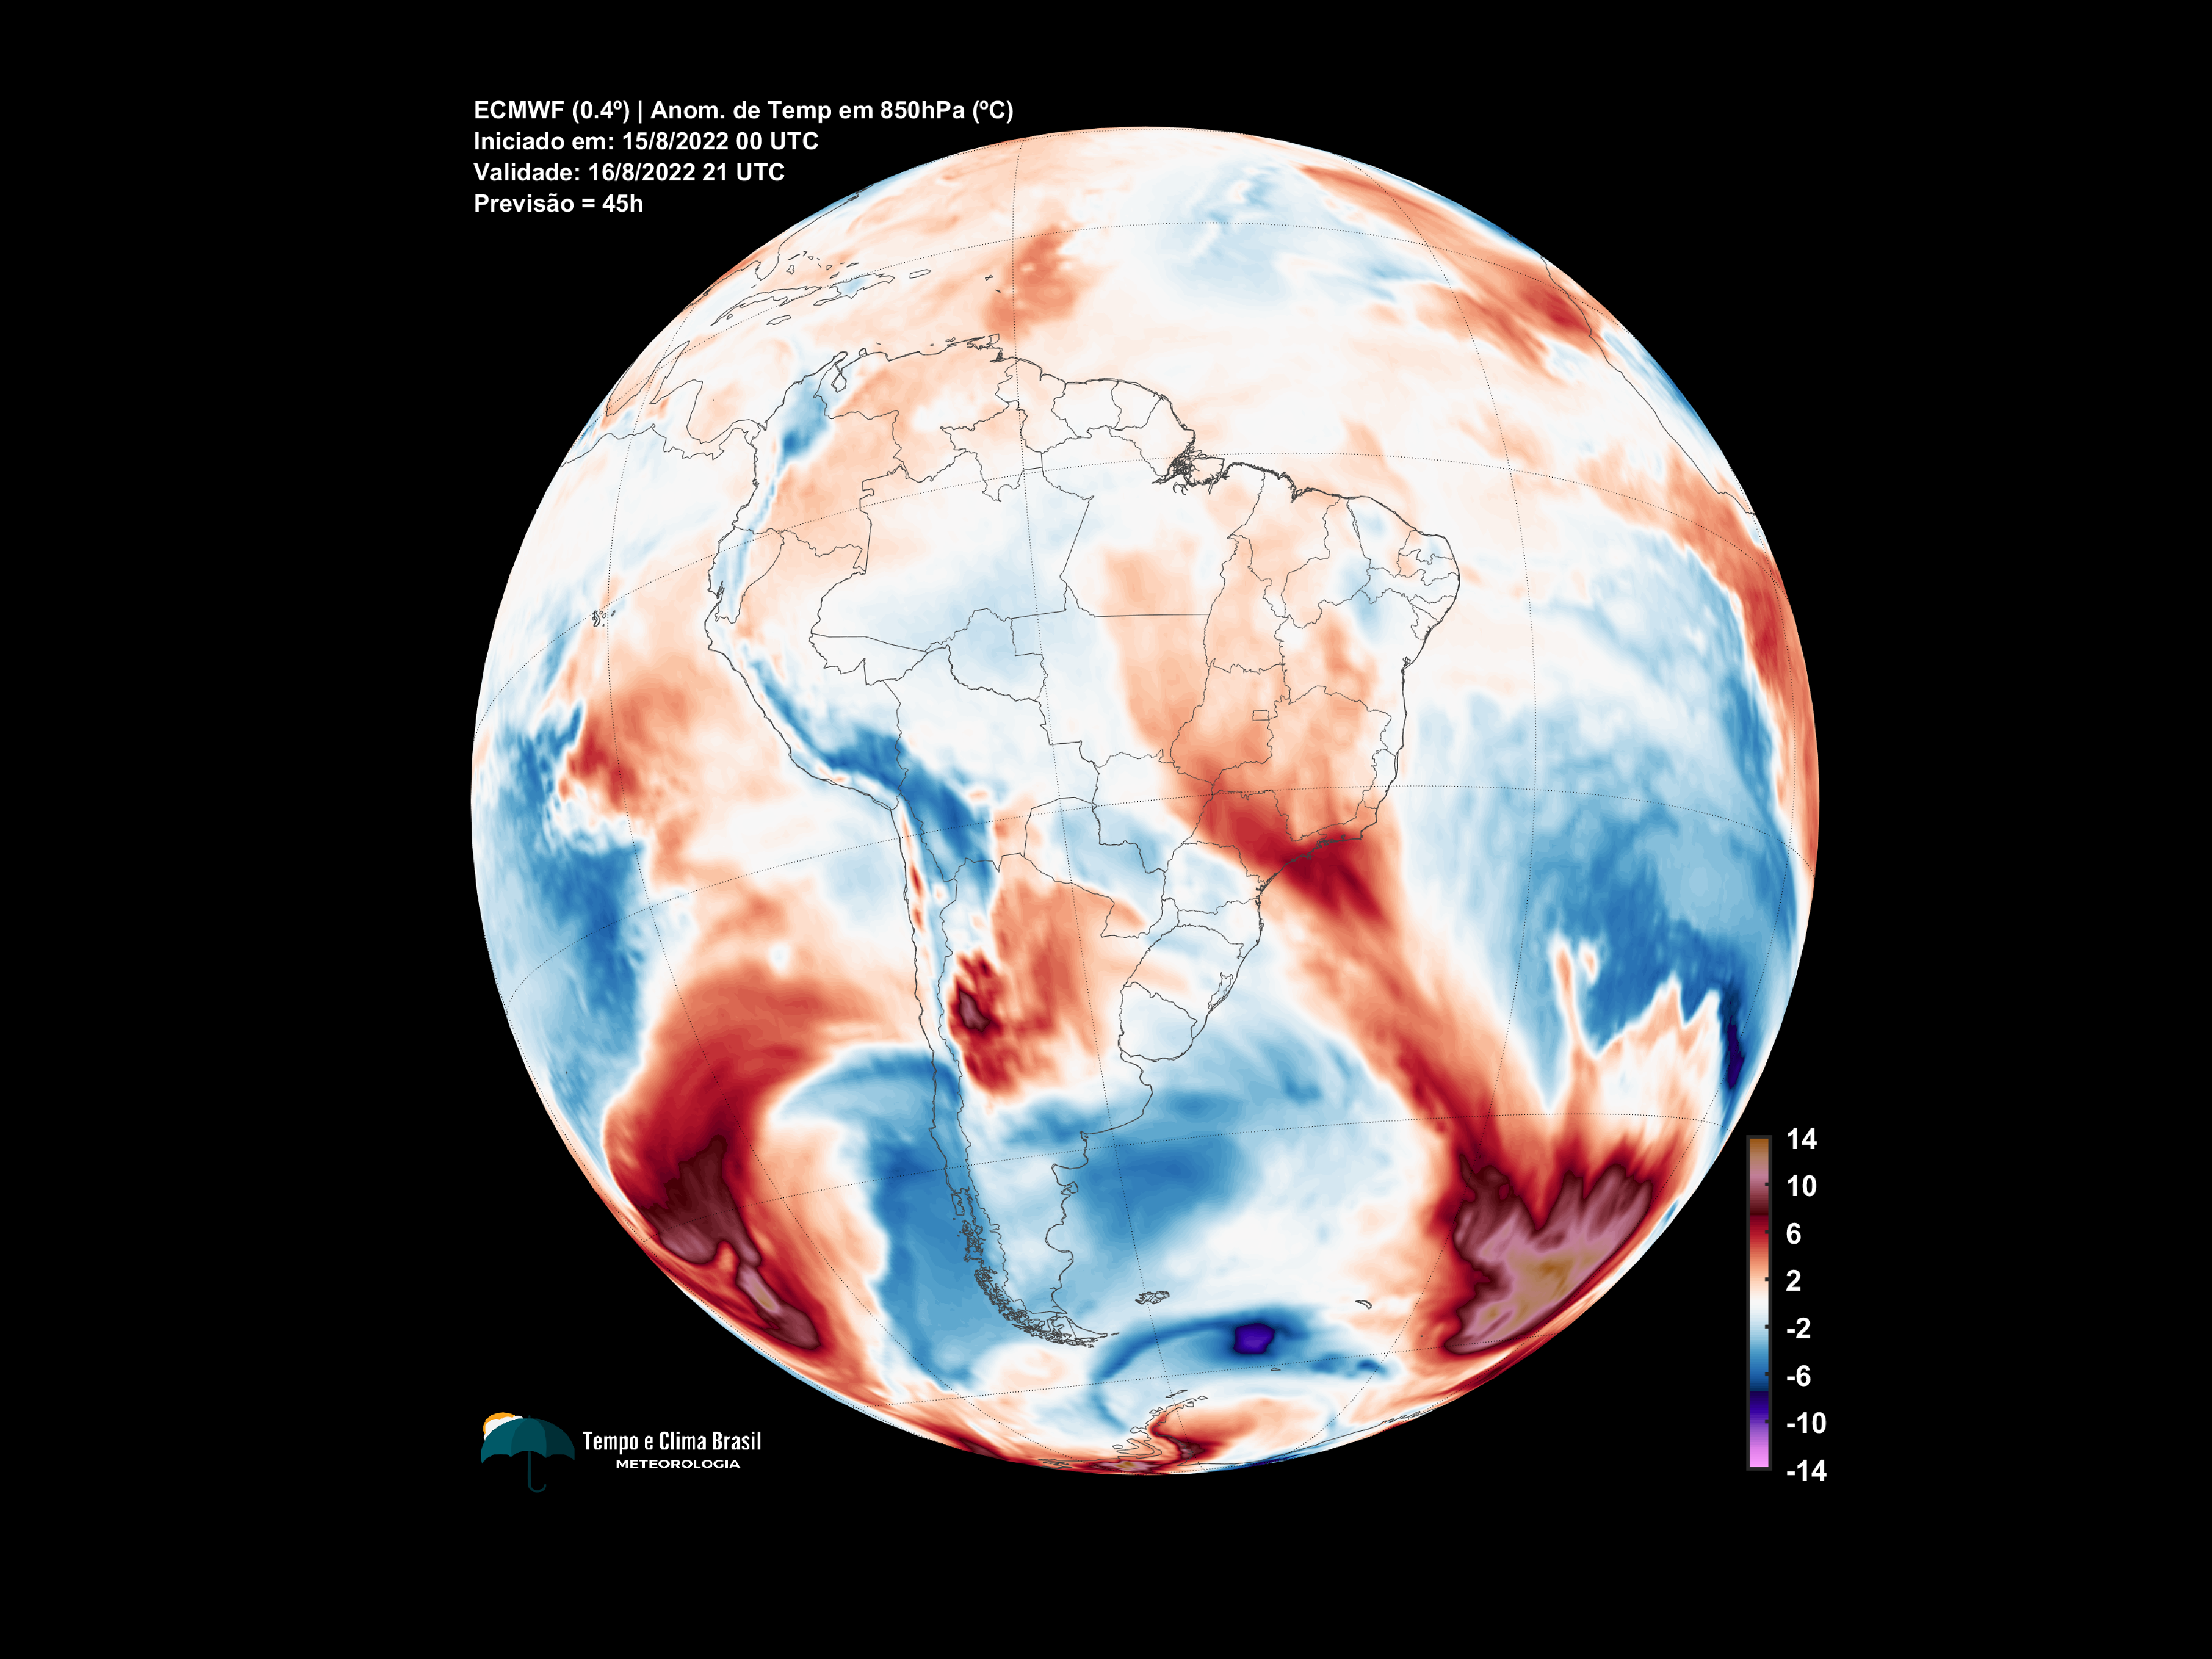 ECMWF (0.4º) | Anom. de Temp em 850hPa (ºC)
Iniciado em: 15/8/2022 00 UTC
Validade: 16/8/2022 21 UTC
Previsão = 45h
14
10
6
2
-2
-6
-10
-14
Tempo e Clima Brasil
METEOROLOGIA